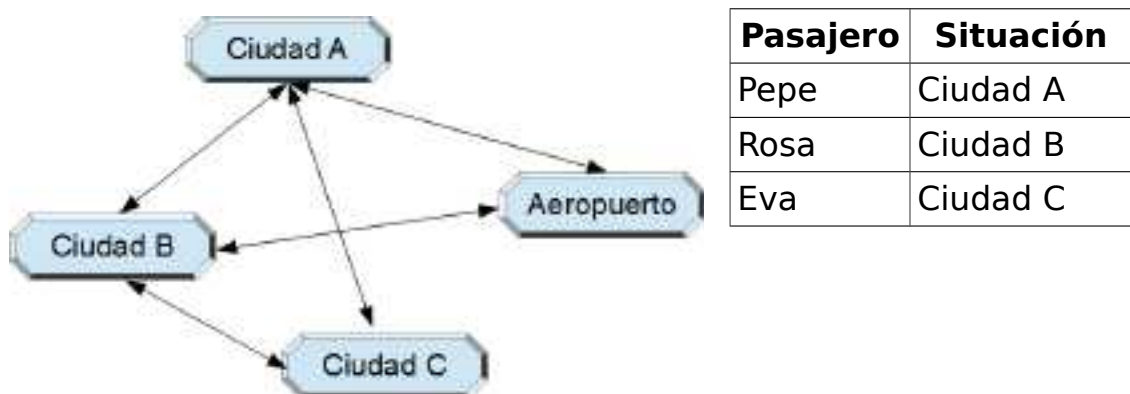 Ciudad A
Aeropuerto
Ciudad B
Ciudad C
Pasajero Situación
Pepe Ciudad A
Rosa Ciudad B
Eva Ciudad C